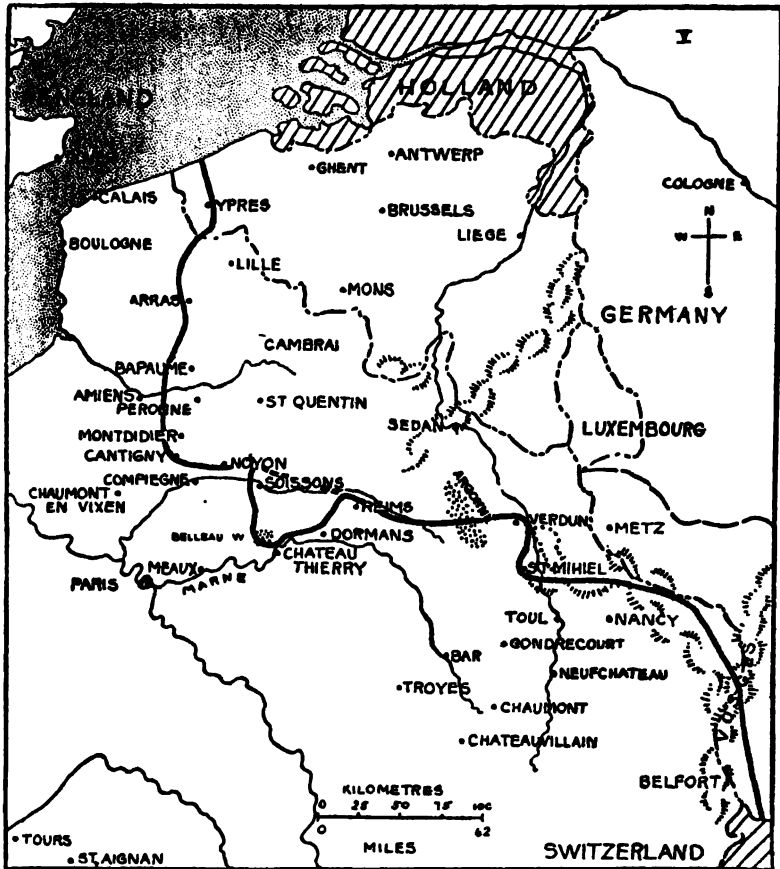 V
ENGLAND
HOLLAND
GHENT
ANTWERP
COLOGNE
CALAIS
YPRES
BRUSSELS
N
W E
S
BOULOGNE
LIEGE
LILLE
MONS
ARRAS
GERMANY
CAMBRAI
BAPAUME
AMIENS
PERONNE
ST QUENTIN
SEDAN
LUXEMBOURG
MONTDIDIER
CANTIGNY
NOYON
COMPIEGNE
SOISSONS
ARGONNE
CHAUMONT
EN VIXEN
REIMS
VERDUN
METZ
BELLEAU W
DORMANS
CHATEAU
THIERRY
MEAUX
ST MIHIEL
PARIS
MARNE
TOUL
NANCY
GONDRECOURT
BAR
VOSGES
NEUFCHATEAU
TROYES
CHAUMONT
CHATEAUVILLAIN
BELFORT
KILOMETRES
0 25 50 75 100
0 62
MILES
TOURS
ST. AIGNAN
SWITZERLAND